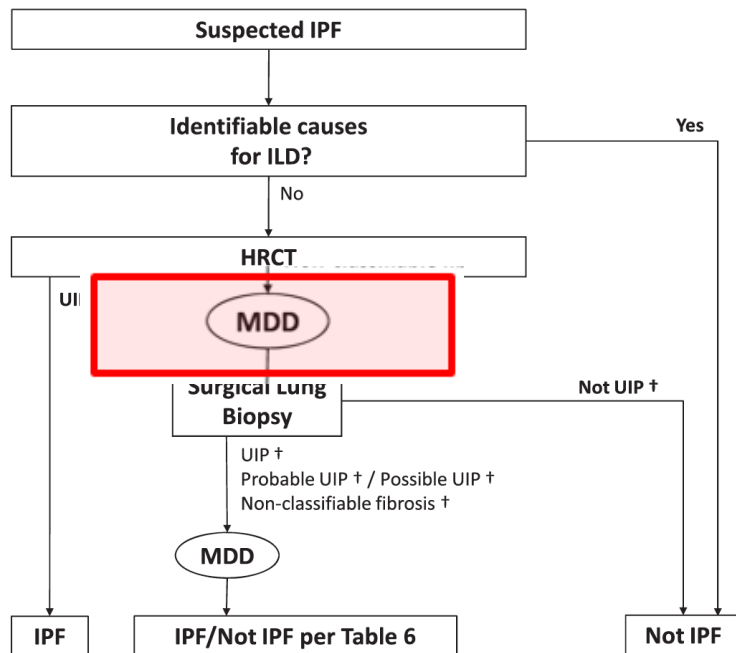 Suspected IPF
Identifiable causes
for ILD?
Yes
No
HRCT
MDD
Surgical Lung
Biopsy
Not UIP †
UIP †
Probable UIP † / Possible UIP †
Non-classifiable fibrosis †
MDD
IPF
IPF/Not IPF per Table 6
Not IPF